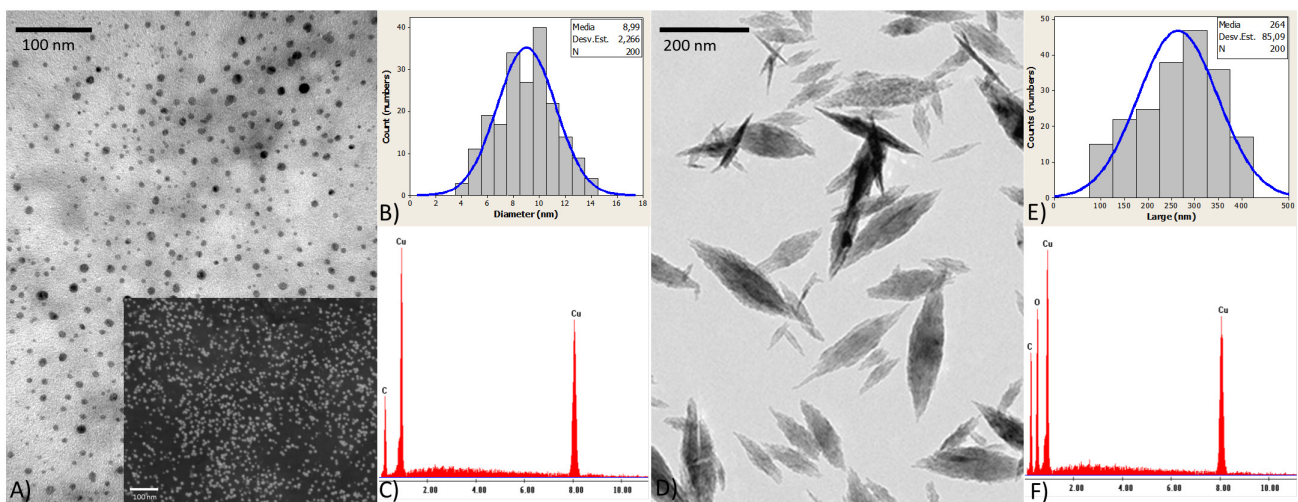 100 nm
A)
100 nm
Media 8,99
Desv.Est. 2,266
N 200
40
30
20
10
0
Count (numbers)
0 2 4 6 8 10 12 14 16 18
Diameter (nm)
B)
Cu
Cu
C
2.00 4.00 6.00 8.00 10.00
C)
200 nm
D)
Media 264
Desv.Est. 85,09
N 200
50
40
30
20
10
0
Counts (numbers)
100 150 200 250 300 350 400 500
Large (nm)
E)
Cu
O
Cu
C
2.00 4.00 6.00 8.00 10.00
F)